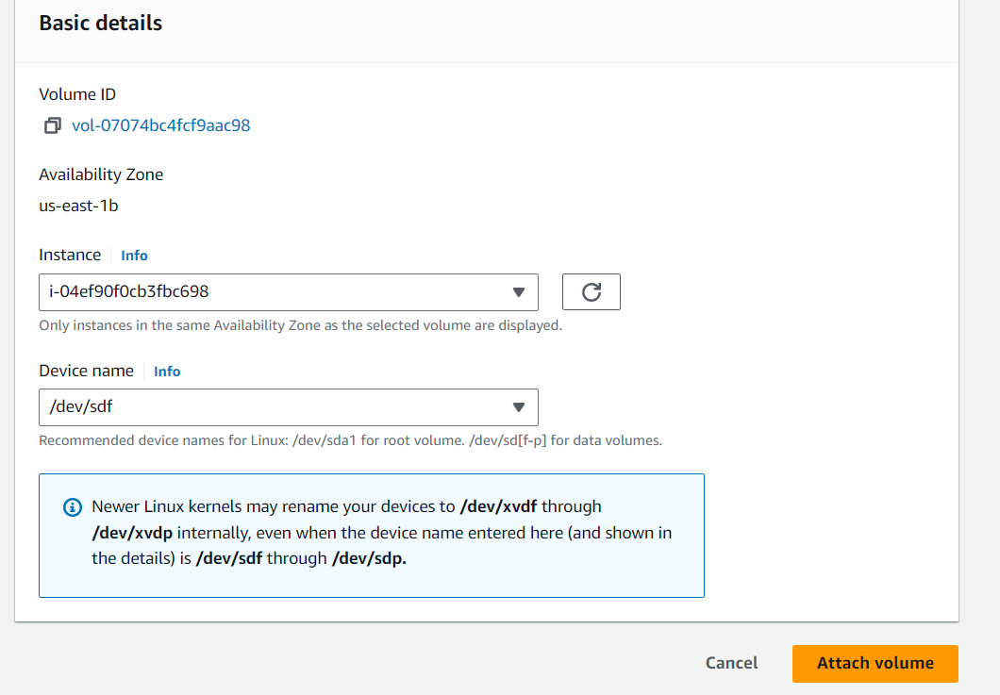 Basic details
Volume ID
vol-07074bc4fcf9aac98
Availability Zone
us-east-1b
Instance Info
i-04ef90f0cb3fbc698
Only instances in the same Availability Zone as the selected volume are displayed.
Device name Info
/dev/sdf
Recommended device names for Linux: /dev/sda1 for root volume. /dev/sd[f-p] for data volumes.
Newer Linux kernels may rename your devices to /dev/xvdf through
/dev/xvdp internally, even when the device name entered here (and shown in
the details) is /dev/sdf through /dev/sdp.
Cancel Attach volume